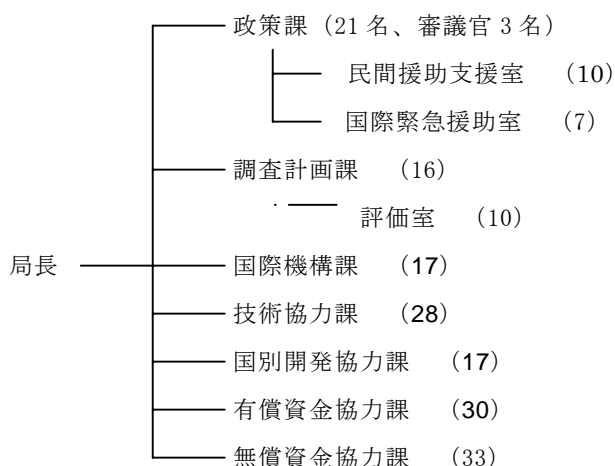 政策課（21 名、審議官 3 名）
民間援助支援室 （10）
国際緊急援助室 （7）
調査計画課 （16）
評価室 （10）
局長
国際機構課 （17）
技術協力課 （28）
国別開発協力課 （17）
有償資金協力課 （30）
無償資金協力課 （33）